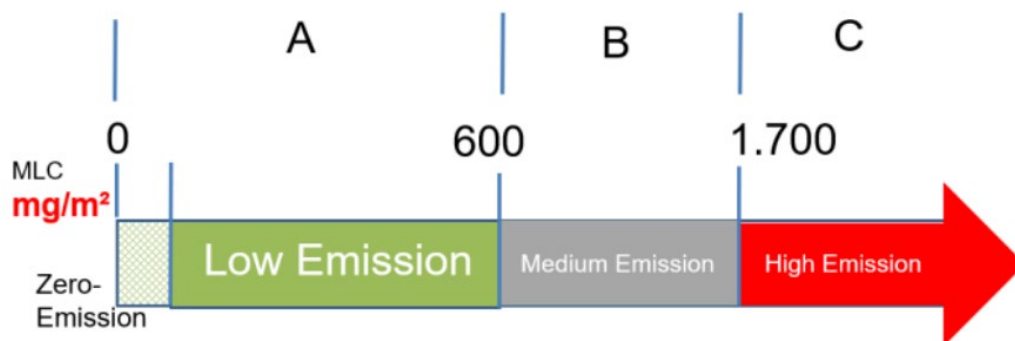 A B C
0 600 1.700
MLC
mg/m²
Low Emission Medium Emission High Emission
Zero-
Emission